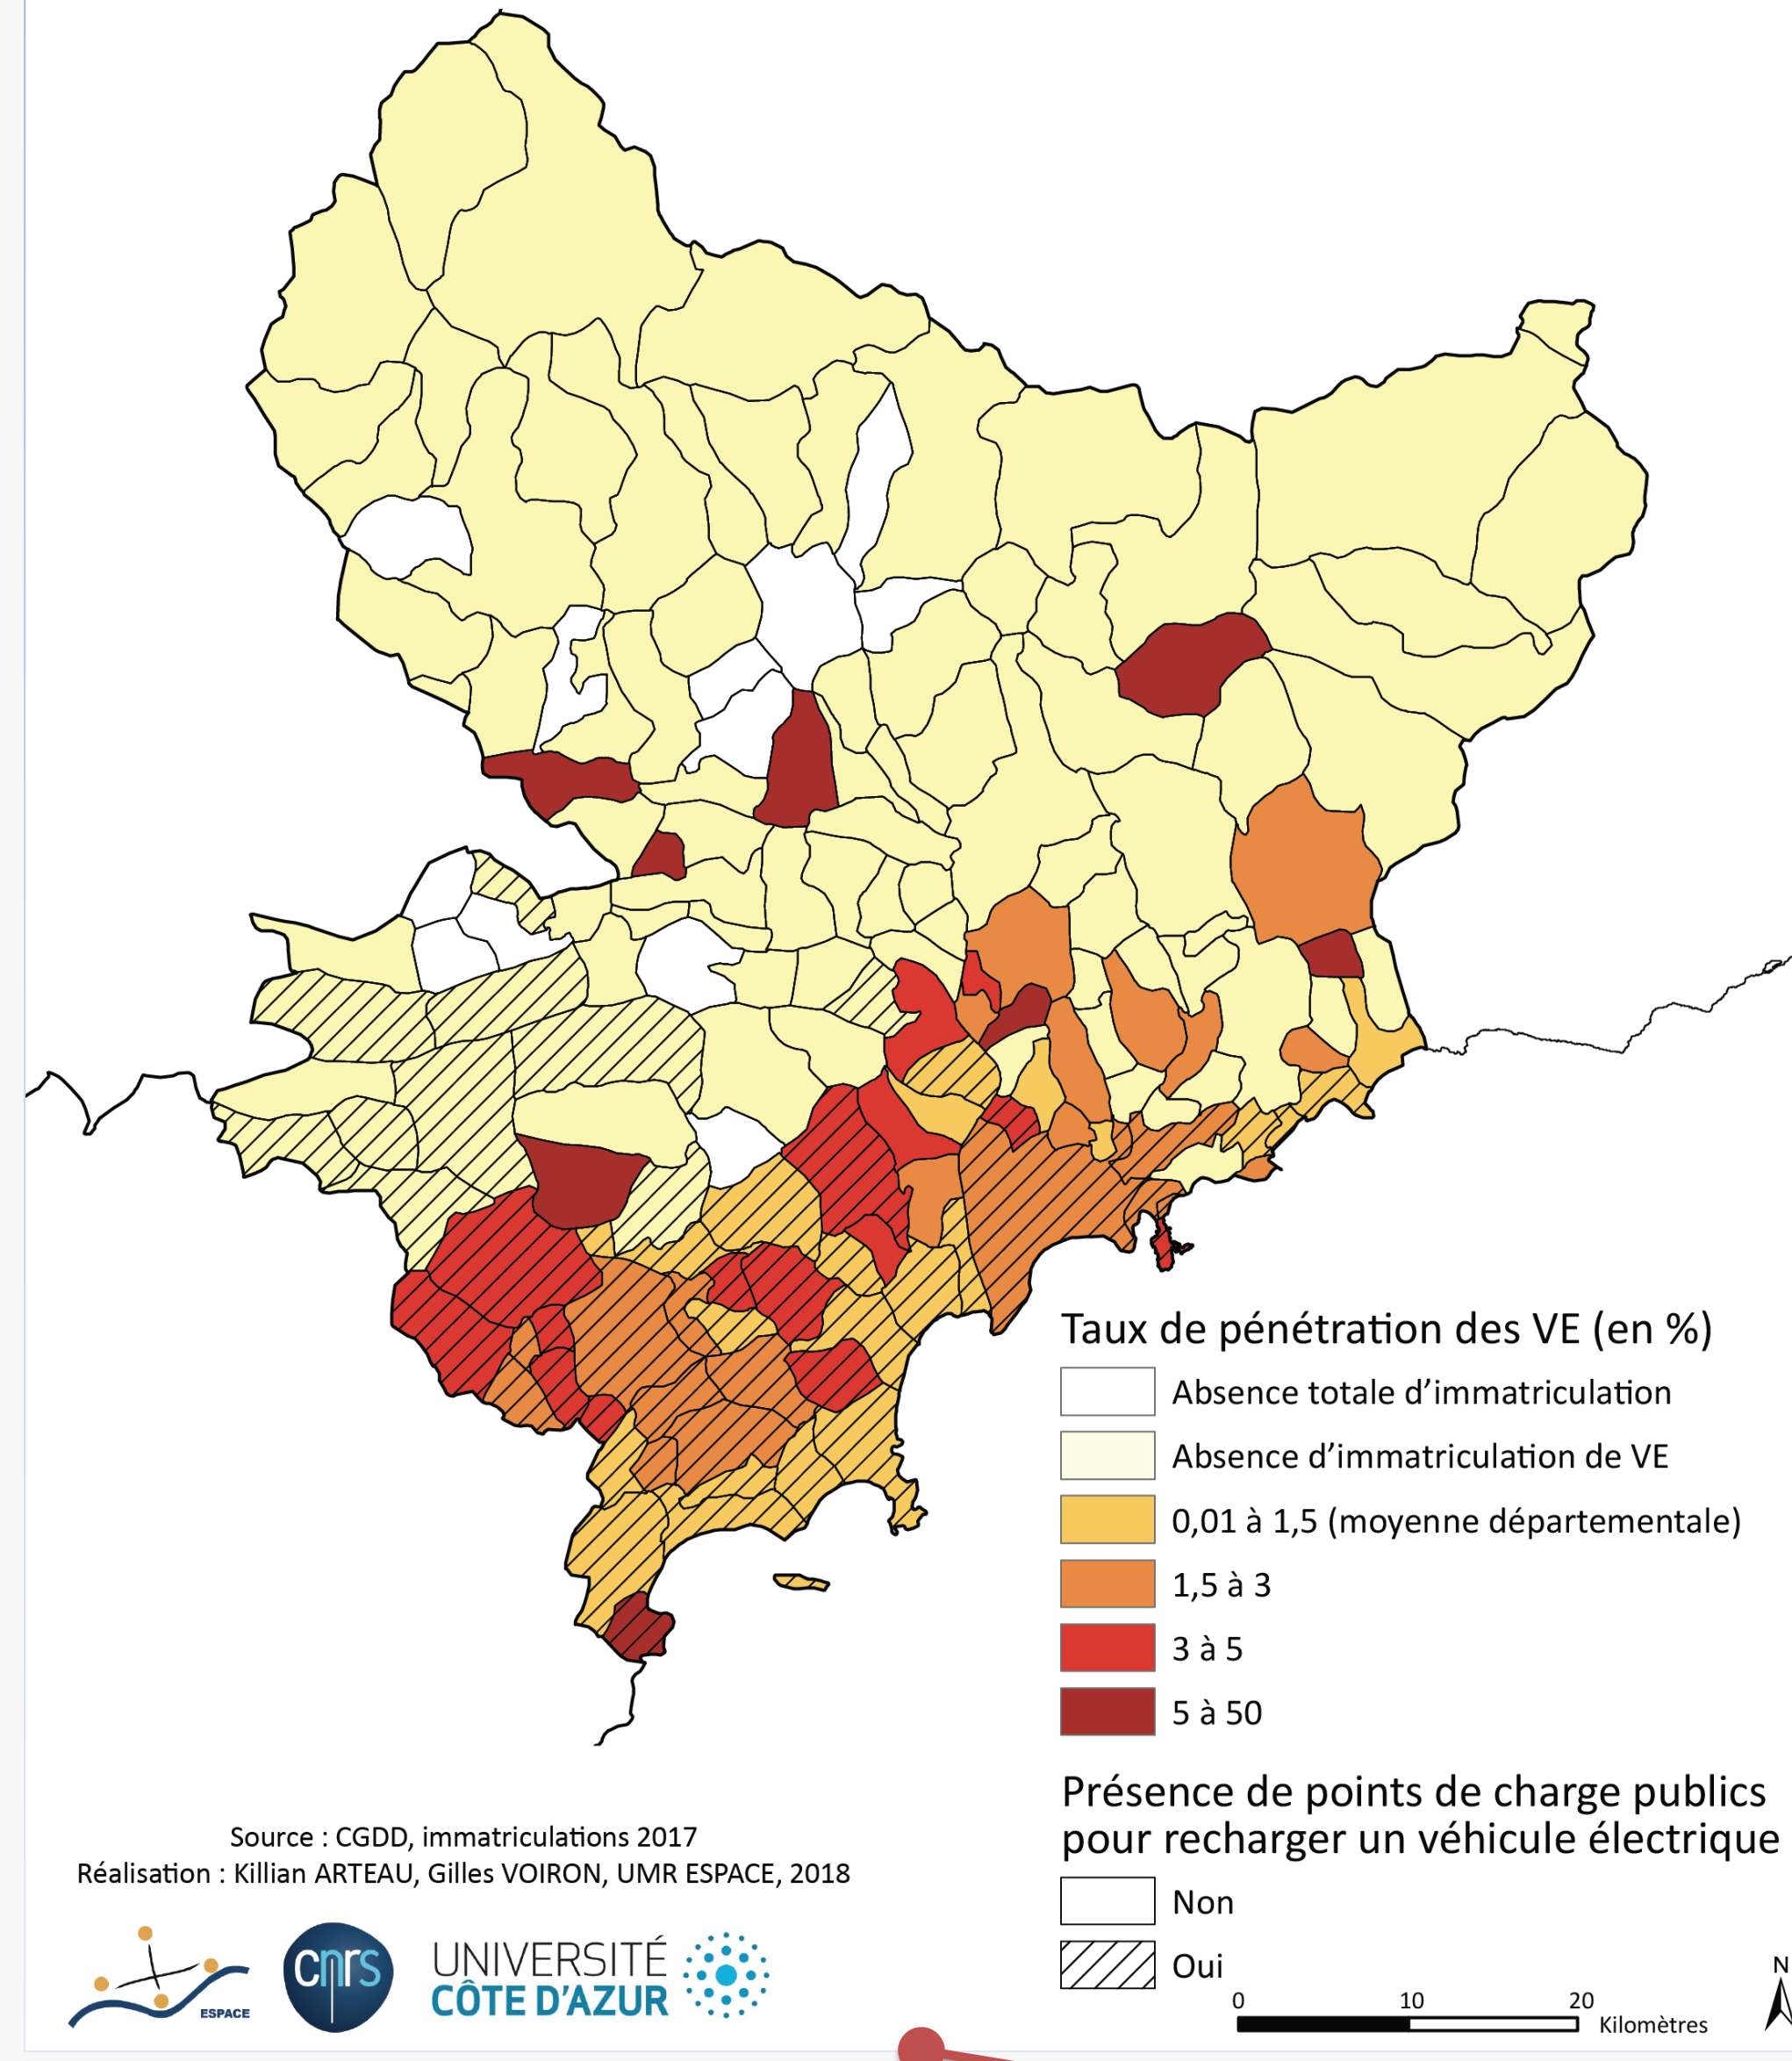 Taux de pénétration des VE (en %)
Absence totale d’immatriculation
Absence d’immatriculation de VE
0,01 à 1,5 (moyenne départementale)
1,5 à 3
3 à 5
5 à 50
Présence de points de charge publics
pour recharger un véhicule électrique
Non
Oui
0 10 20
Kilomètres
N
Source : CGDD, immatriculations 2017
Réalisation : Killian ARTEAU, Gilles VOIRON, UMR ESPACE, 2018
ESPACE
cnrs
UNIVERSITÉ
CÔTE D’AZUR